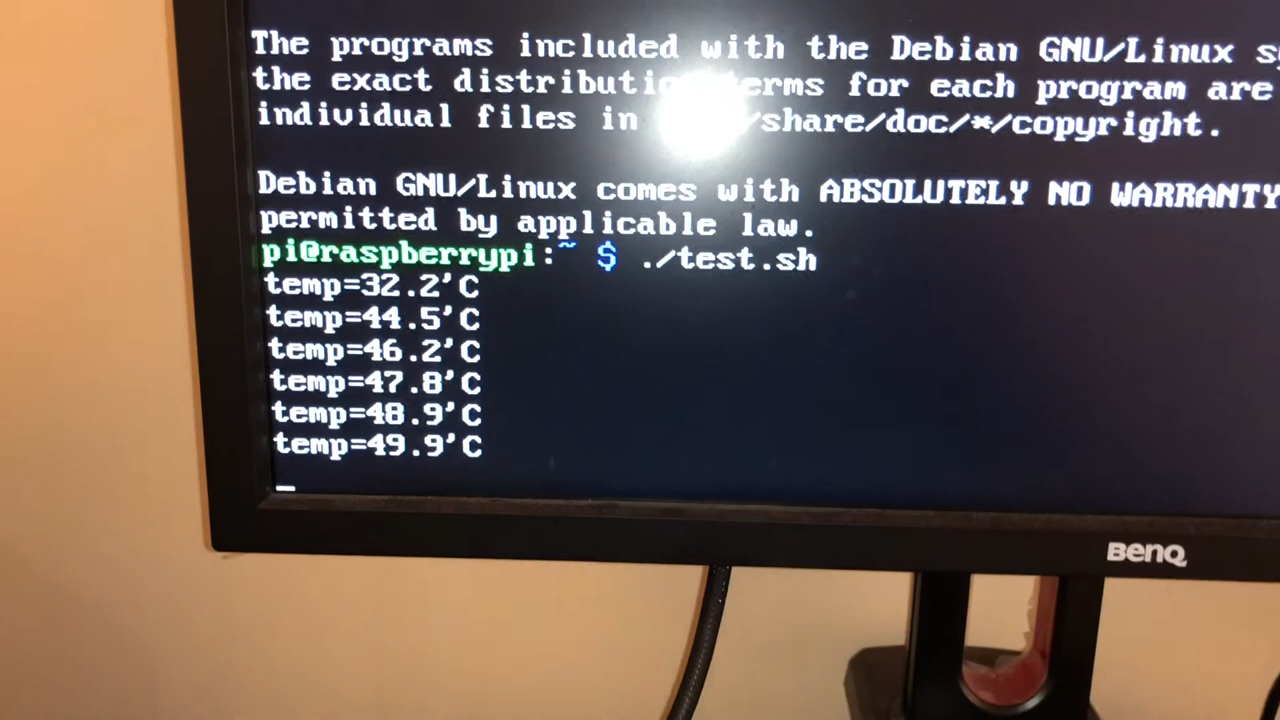 The programs included with the Debian GNU/Linux
the exact distributi erms for each program are
individual files in /share/doc/*/copyright.
Debian GNU/Linux comes with ABSOLUTELY NO WARRANTY
permitted by applicable law.
pi@raspberrypi:~ $ ./test.sh
temp=32.2'C
temp=44.5'C
temp=46.2'C
temp=47.8'C
temp=48.9'C
temp=49.9'C
BenQ